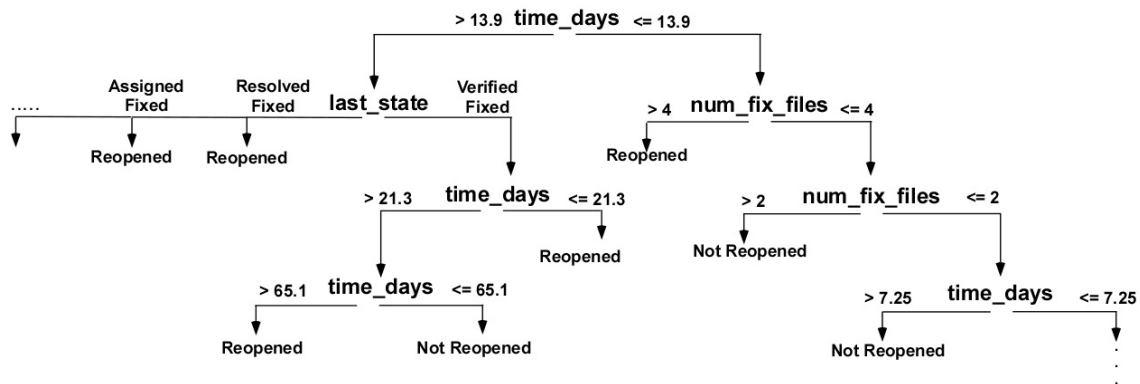 > 13.9 time_days <= 13.9
..... Assigned Fixed Resolved Fixed last_state Verified Fixed
> 4 num_fix_files <= 4
Reopened Reopened Reopened
> 21.3 time_days <= 21.3
> 2 num_fix_files <= 2
Reopened Not Reopened
> 65.1 time_days <= 65.1
> 7.25 time_days <= 7.25
Reopened Not Reopened Not Reopened